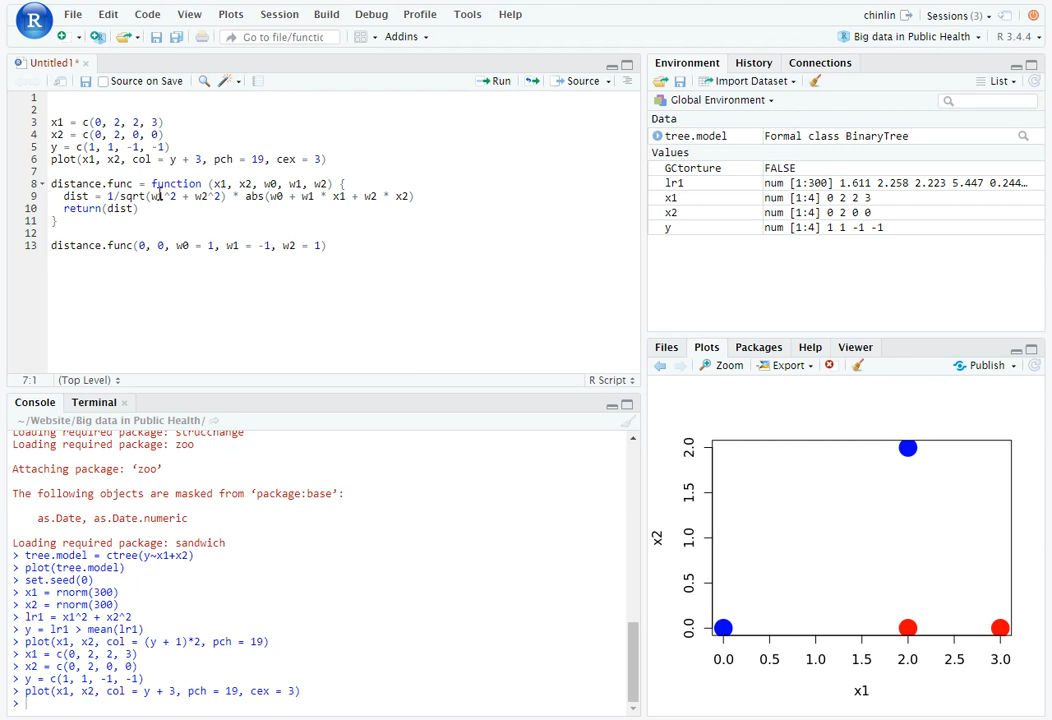 File Edit Code View Plots Session Build Debug Profile Tools Help
chinlin Sessions (3)
R
Go to file/functic Addins
Big data in Public Health R 3.4.4
Untitled1*
Source on Save Run Source
1
2
3 x1 = c(0, 2, 2, 3)
4 x2 = c(0, 2, 0, 0)
5 y = c(1, 1, -1, -1)
6 plot(x1, x2, col = y + 3, pch = 19, cex = 3)
7
8 distance.func = function (x1, x2, w0, w1, w2) {
9 dist = 1/sqrt(w1^2 + w2^2) * abs(w0 + w1 * x1 + w2 * x2)
10 return(dist)
11 }
12
13 distance.func(0, 0, w0 = 1, w1 = -1, w2 = 1)
7:1 (Top Level) R Script
Console Terminal
~/Website/Big data in Public Health/
Loading required package: strucchange
Loading required package: zoo
Attaching package: ‘zoo’
The following objects are masked from ‘package:base’:
as.Date, as.Date.numeric
Loading required package: sandwich
> tree.model = ctree(y~x1+x2)
> plot(tree.model)
> set.seed(0)
> x1 = rnorm(300)
> x2 = rnorm(300)
> lr1 = x1^2 + x2^2
> y = lr1 > mean(lr1)
> plot(x1, x2, col = (y + 1)*2, pch = 19)
> x1 = c(0, 2, 2, 3)
> x2 = c(0, 2, 0, 0)
> y = c(1, 1, -1, -1)
> plot(x1, x2, col = y + 3, pch = 19, cex = 3)
>
Environment History Connections
Import Dataset List
Global Environment
Data
tree.model Formal class BinaryTree
Values
GCtorture FALSE
lr1 num [1:300] 1.611 2.258 2.223 5.447 0.244…
x1 num [1:4] 0 2 2 3
x2 num [1:4] 0 2 0 0
y num [1:4] 1 1 -1 -1
Files Plots Packages Help Viewer
Zoom Export Publish
2.0
1.5
1.0
0.5
0.0
x2
0.0 0.5 1.0 1.5 2.0 2.5 3.0
x1